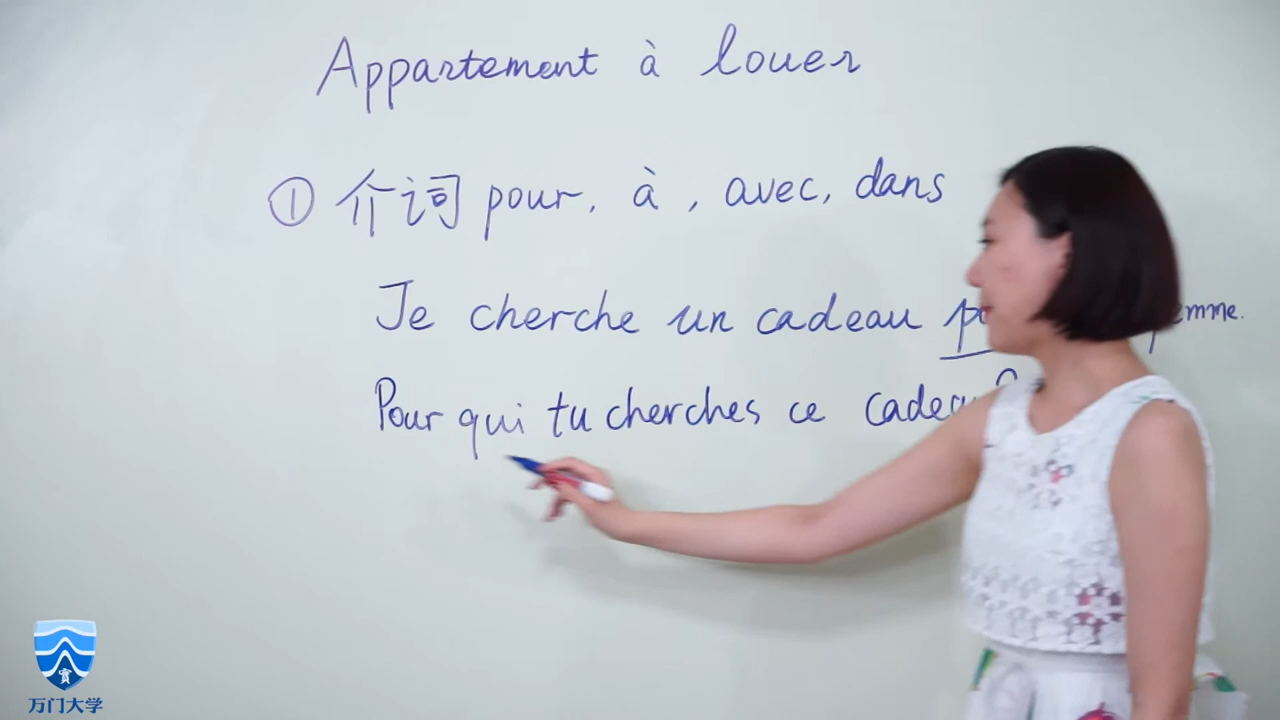 Appartement à louer
① 介词 pour, à, avec, dans
Je cherche un cadeau
Pour qui tu cherches ce cadeau?
万门大学